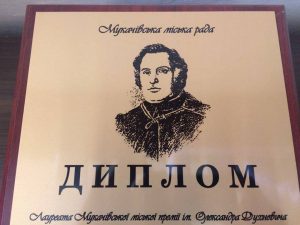 Мукачівська міська рада
ДИПЛОМ
Лауреата Мукачівської міської премії ім. Олександра Духновича